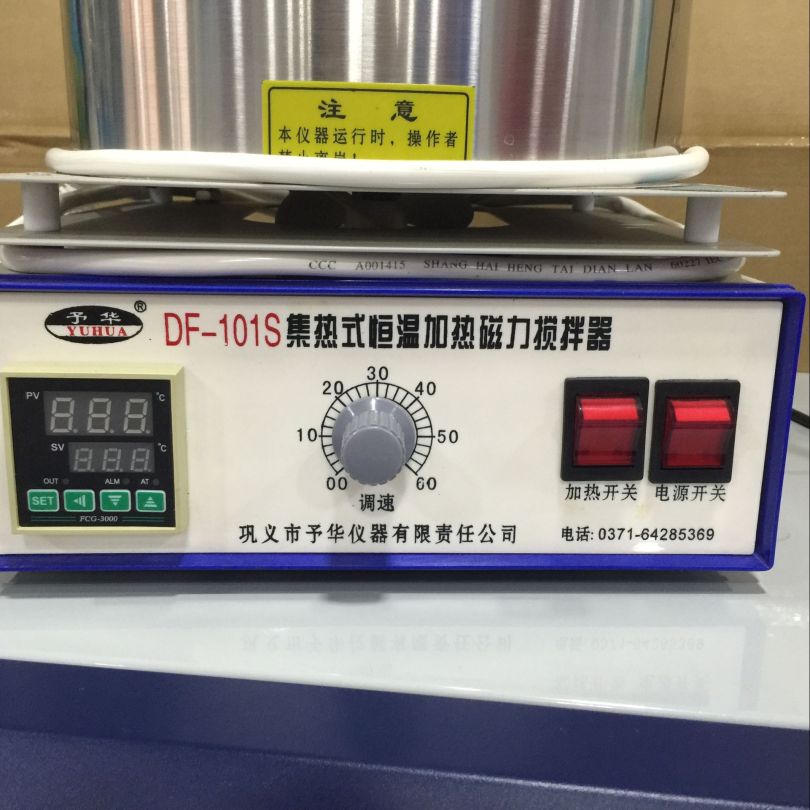 注 意
本仪器运行时，操作者
CCC A001415 SHANG HAI HENG TAI DIAN LAN
予华
YUHUA
®
DF-101S 集热式恒温加热磁力搅拌器
PV
℃
SV
℃
OUT ALM AT
SET
FCG-3000
00 10 20 30 40 50 60
调速
加热开关 电源开关
巩义市予华仪器有限责任公司
电话: 0371-64285369